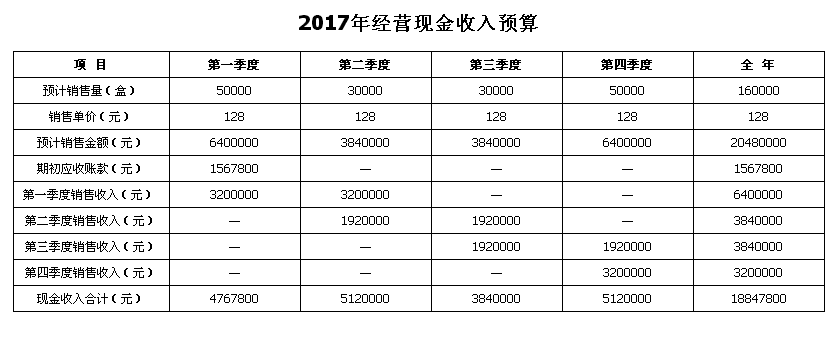 2017年经营现金收入预算
项 目 第一季度 第二季度 第三季度 第四季度 全 年
预计销售量(盒) 50000 30000 30000 50000 160000
销售单价(元) 128 128 128 128 128
预计销售金额(元) 6400000 3840000 3840000 6400000 20480000
期初应收账款(元) 1567800 — — — 1567800
第一季度销售收入(元) 3200000 3200000 — — 6400000
第二季度销售收入(元) — 1920000 1920000 — 3840000
第三季度销售收入(元) — — 1920000 1920000 3840000
第四季度销售收入(元) — — — 3200000 3200000
现金收入合计(元) 4767800 5120000 3840000 5120000 18847800